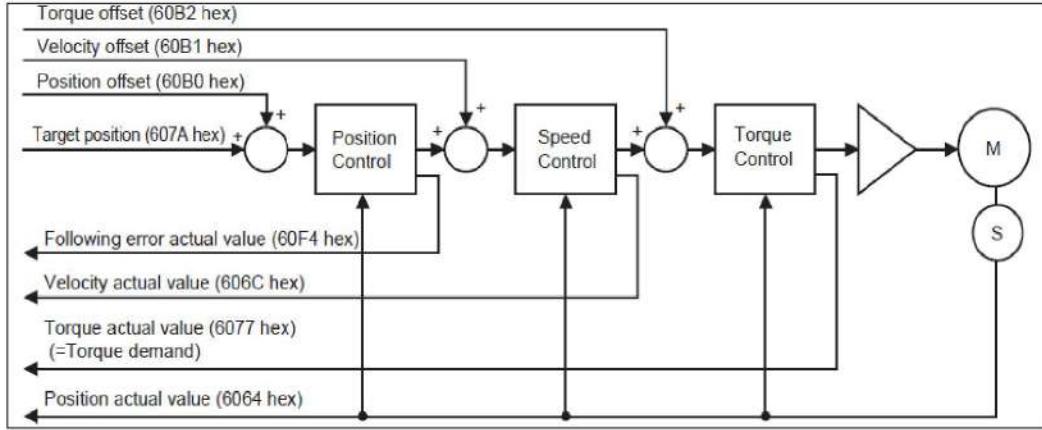 Torque offset (60B2 hex)
Velocity offset (60B1 hex)
Position offset (60B0 hex)
+ + +
Target position (607A hex) + Position Control + Speed Control + Torque Control M
S
Following error actual value (60F4 hex)
Velocity actual value (606C hex)
Torque actual value (6077 hex)
(=Torque demand)
Position actual value (6064 hex)